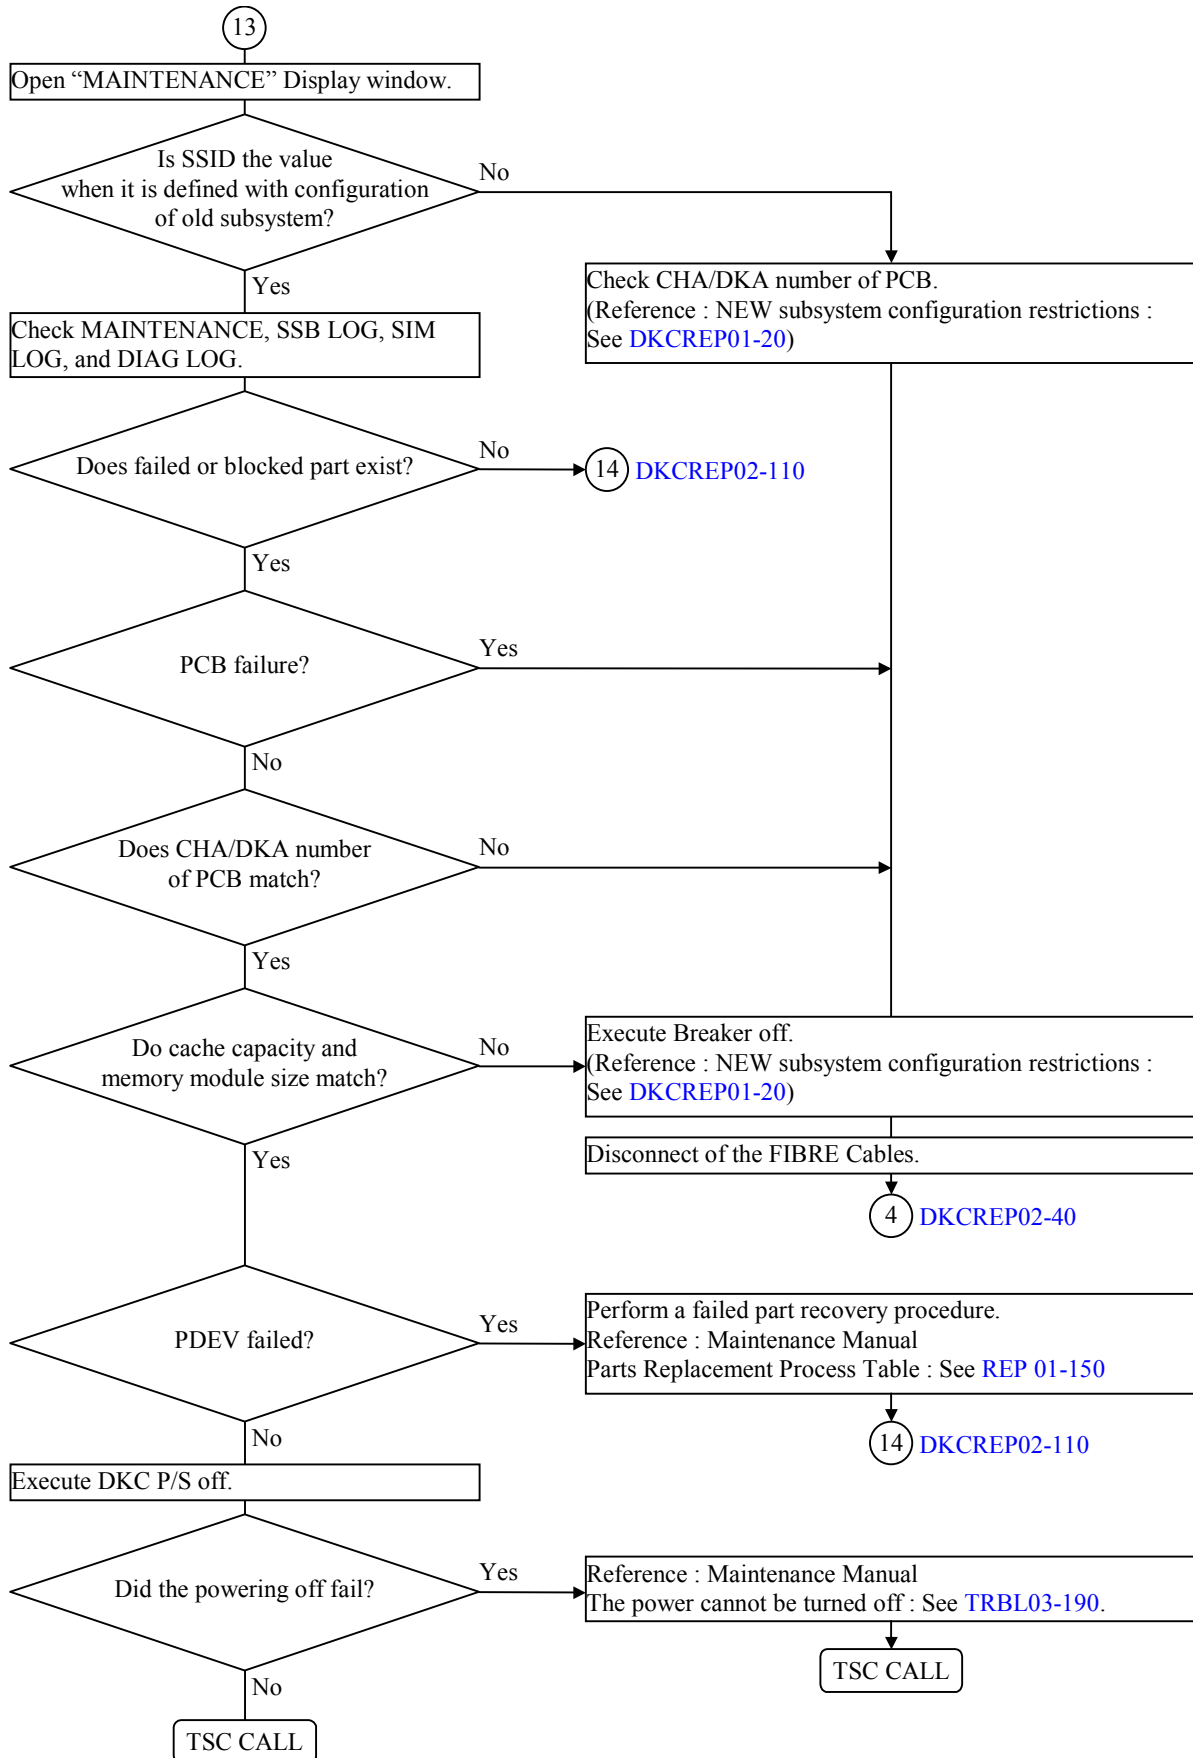 13
Open “MAINTENANCE” Display window.
Is SSID the value
when it is defined with configuration
of old subsystem?
No
Yes
Check CHA/DKA number of PCB.
(Reference : NEW subsystem configuration restrictions :
See DKCREP01-20)
Check MAINTENANCE, SSB LOG, SIM
LOG, and DIAG LOG.
Does failed or blocked part exist?
No
14 DKCREP02-110
Yes
PCB failure?
Yes
No
Does CHA/DKA number
of PCB match?
No
Yes
Do cache capacity and
memory module size match?
No
Execute Breaker off.
(Reference : NEW subsystem configuration restrictions :
See DKCREP01-20)
Yes
Disconnect of the FIBRE Cables.
4 DKCREP02-40
PDEV failed?
Yes
Perform a failed part recovery procedure.
Reference : Maintenance Manual
Parts Replacement Process Table : See REP 01-150
14 DKCREP02-110
No
Execute DKC P/S off.
Did the powering off fail?
Yes
Reference : Maintenance Manual
The power cannot be turned off : See TRBL03-190.
TSC CALL
No
TSC CALL